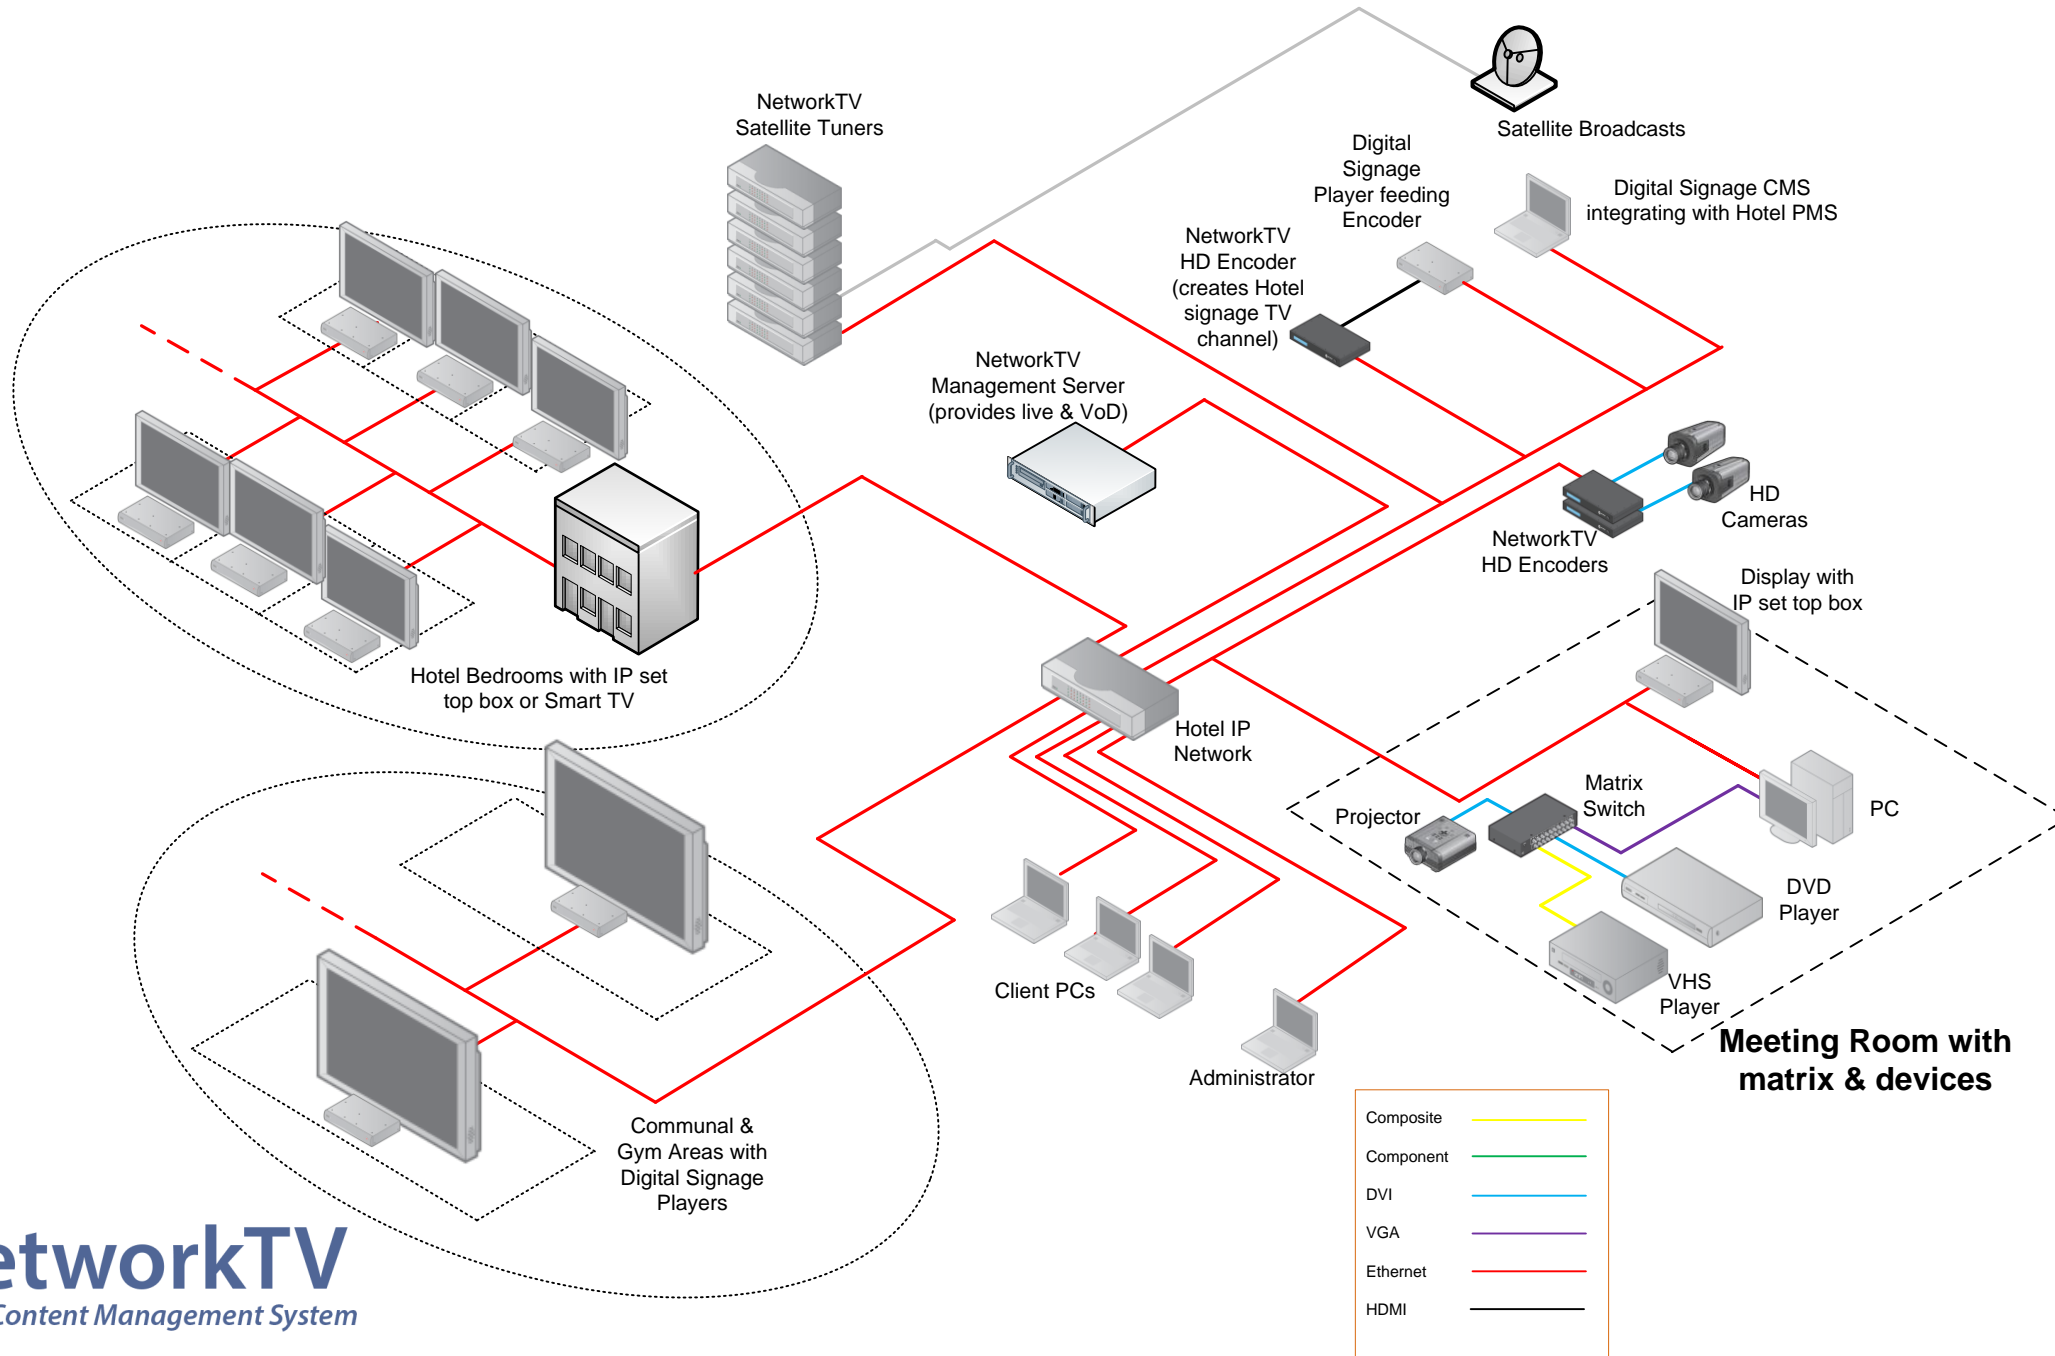 NetworkTV
Satellite Tuners
Satellite Broadcasts
Digital
Signage
Player feeding
Encoder
Digital Signage CMS
integrating with Hotel PMS
NetworkTV
HD Encoder
(creates Hotel
signage TV
channel)
NetworkTV
Management Server
(provides live & VoD)
HD
Cameras
NetworkTV
HD Encoders
Display with
IP set top box
Hotel Bedrooms with IP set
top box or Smart TV
Hotel IP
Network
Matrix
Switch
Projector
PC
DVD
Player
VHS
Player
Client PCs
Meeting Room with
matrix & devices
Administrator
Communal &
Gym Areas with
Digital Signage
Players
Composite
Component
DVI
VGA
Ethernet
HDMI
etworkTV
Content Management System